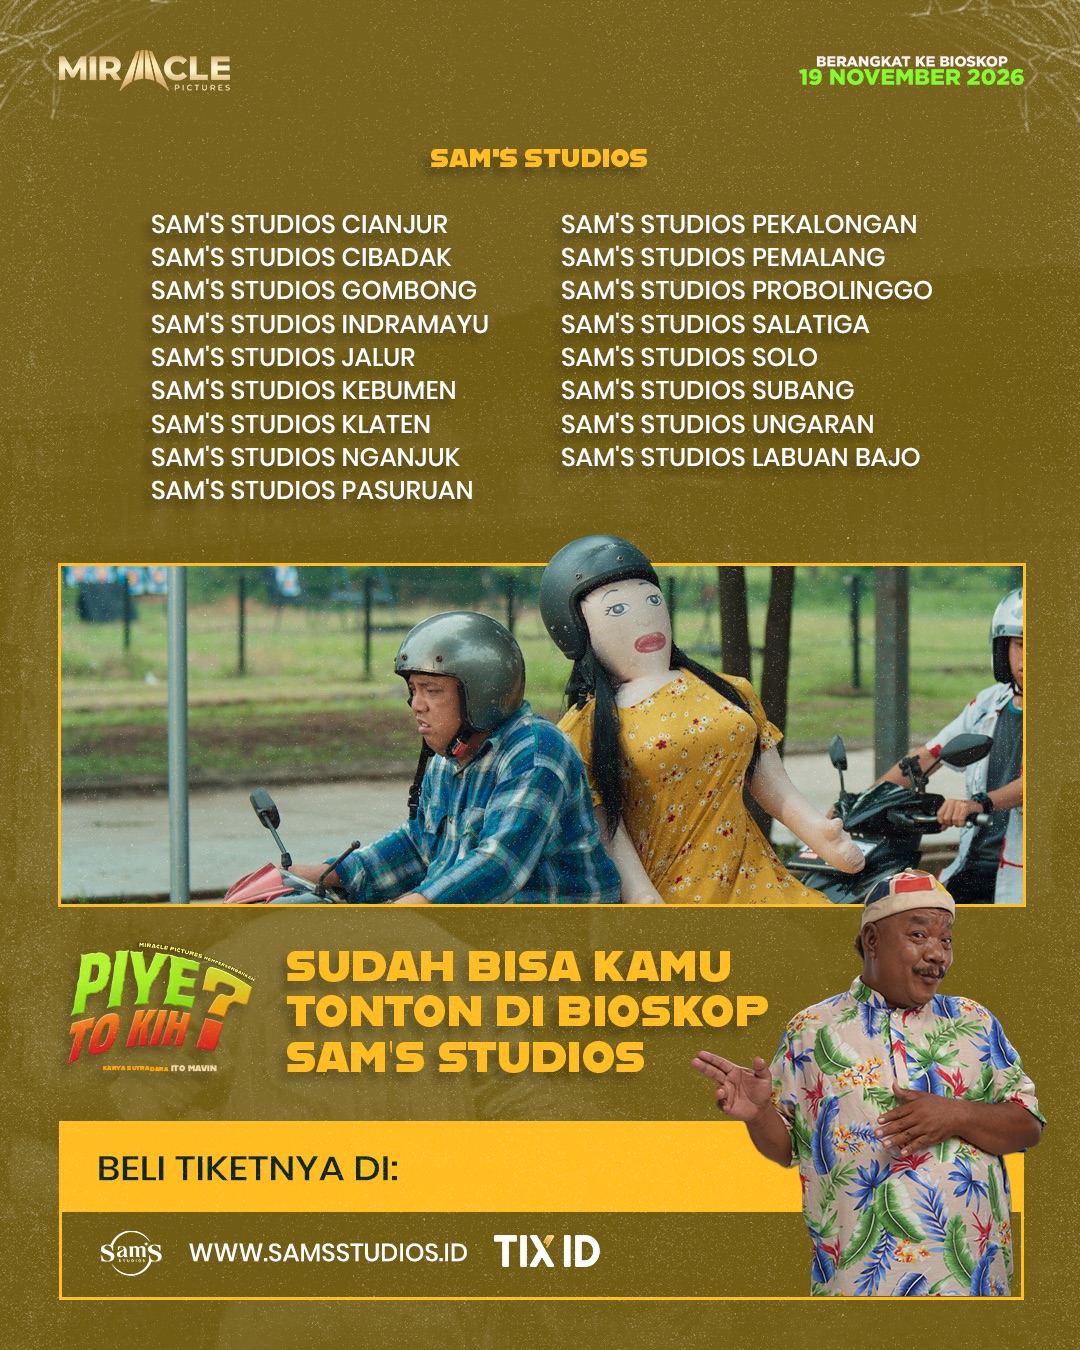 MIRACLE
PICTURES
BERANGKAT KE BIOSKOP
19 NOVEMBER 2026
SAM'S STUDIOS
SAM'S STUDIOS CIANJUR
SAM'S STUDIOS CIBADAK
SAM'S STUDIOS GOMBONG
SAM'S STUDIOS INDRAMAYU
SAM'S STUDIOS JALUR
SAM'S STUDIOS KEBUMEN
SAM'S STUDIOS KLATEN
SAM'S STUDIOS NGANJUK
SAM'S STUDIOS PASURUAN
SAM'S STUDIOS PEKALONGAN
SAM'S STUDIOS PEMALANG
SAM'S STUDIOS PROBOLINGGO
SAM'S STUDIOS SALATIGA
SAM'S STUDIOS SOLO
SAM'S STUDIOS SUBANG
SAM'S STUDIOS UNGARAN
SAM'S STUDIOS LABUAN BAJO
MIRACLE PICTURES MEMPERSEMBAHKAN
PIYE
TO KIH?
KARYA SUTRADARA ITO MAVIN
SUDAH BISA KAMU
TONTON DI BIOSKOP
SAM'S STUDIOS
BELI TIKETNYA DI:
Sam's
STUDIOS
WWW.SAMSSTUDIOS.ID
TIX ID